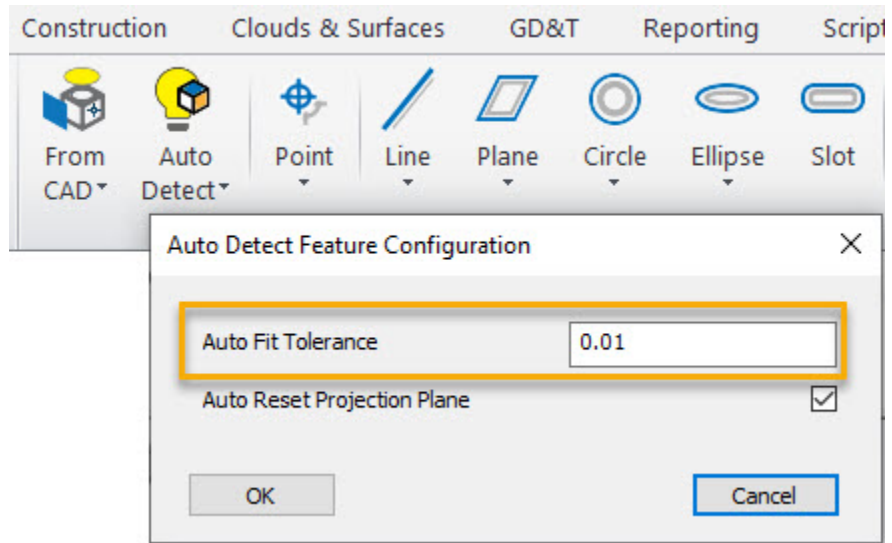 Construction Clouds & Surfaces GD&T Reporting Script
From CAD
Auto Detect
Point
Line
Plane
Circle
Ellipse
Slot
Auto Detect Feature Configuration
Auto Fit Tolerance 0.01
Auto Reset Projection Plane
OK Cancel